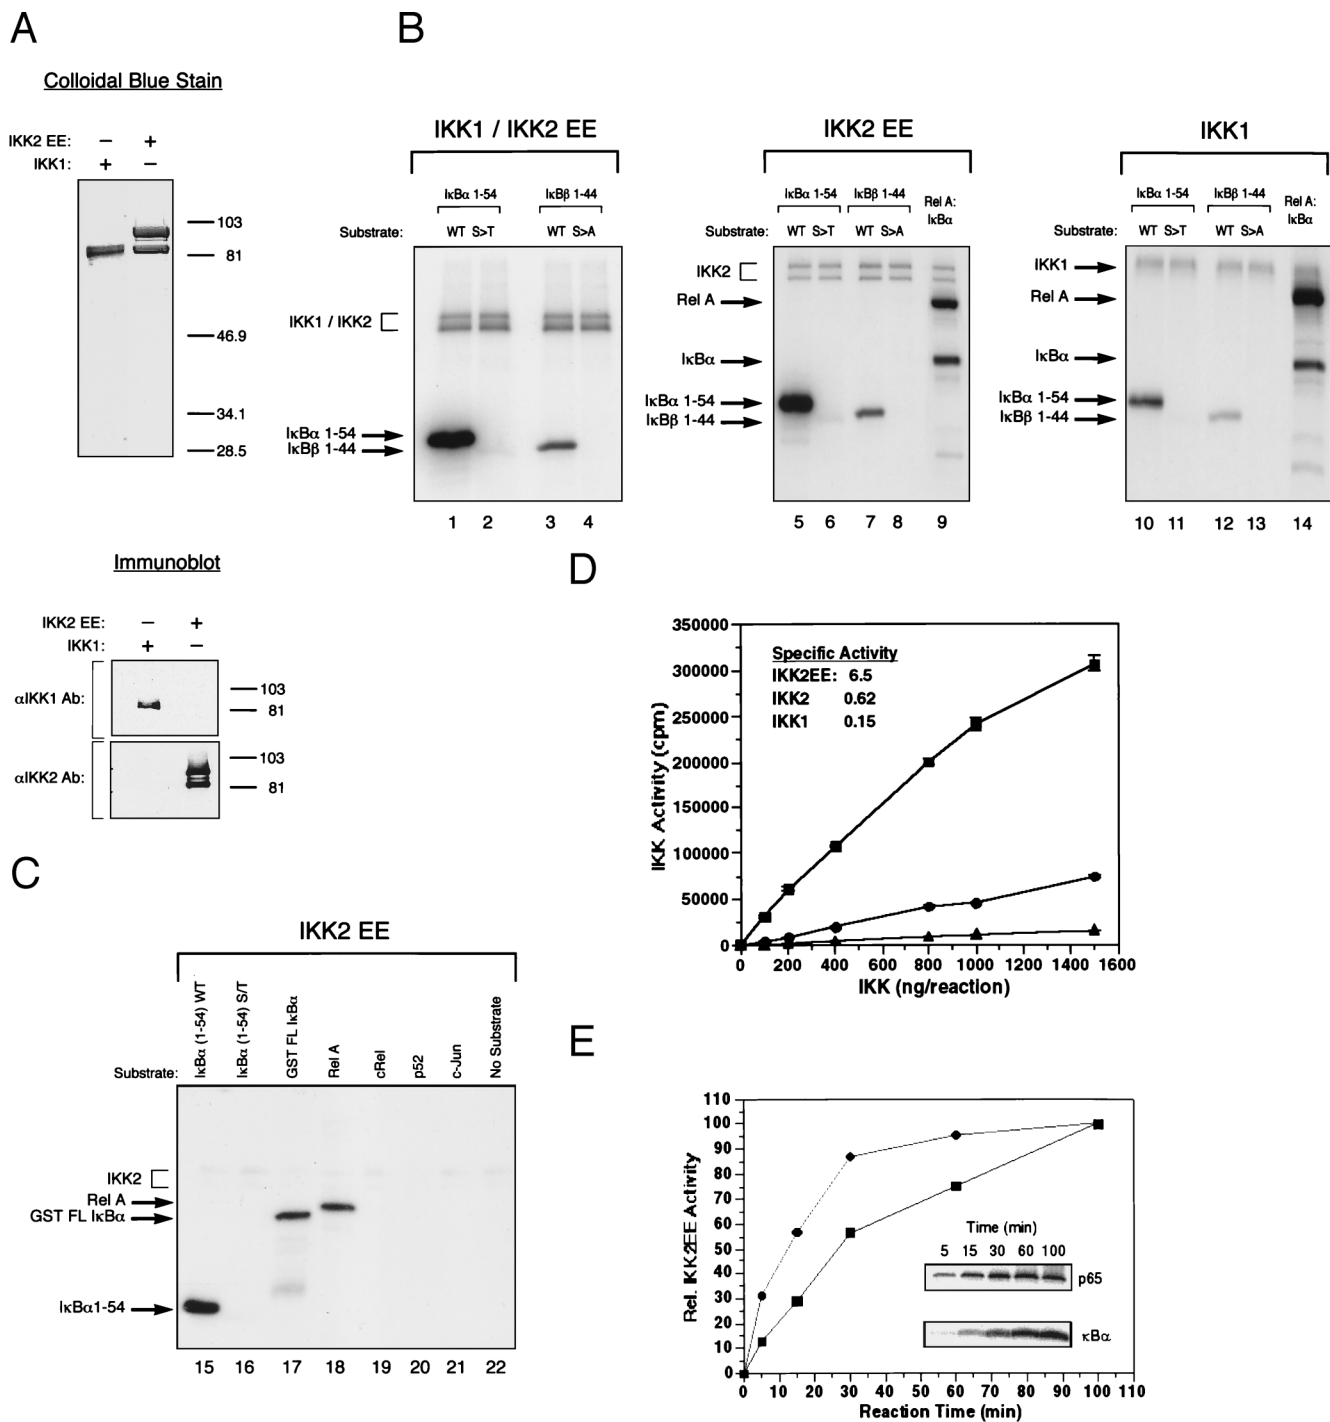 A
Colloidal Blue Stain
IKK2 EE: − +
IKK1: + −
103
81
46.9
34.1
28.5
Immunoblot
IKK2 EE: − +
IKK1: + −
αIKK1 Ab:
103
81
αIKK2 Ab:
103
81
B
IKK1 / IKK2 EE
IκBα 1-54 IκBβ 1-44
Substrate: WT S>T WT S>A
IKK1 / IKK2
IκBα 1-54
IκBβ 1-44
1 2 3 4
IKK2 EE
IκBα 1-54 IκBβ 1-44 Rel A: IκBα
Substrate: WT S>T WT S>A
IKK2
Rel A
IκBα
IκBα 1-54
IκBβ 1-44
5 6 7 8 9
IKK1
IκBα 1-54 IκBβ 1-44 Rel A: IκBα
Substrate: WT S>T WT S>A
IKK1
Rel A
IκBα
IκBα 1-54
IκBβ 1-44
10 11 12 13 14
C
IKK2 EE
Substrate: IκBα (1-54) WT IκBα (1-54) S/T GST FL IκBα Rel A cRel p52 c-Jun No Substrate
IKK2
Rel A
GST FL IκBα
IκBα1-54
15 16 17 18 19 20 21 22
D
IKK Activity (cpm)
350000
300000
250000
200000
150000
100000
50000
0
Specific Activity
IKK2EE: 6.5
IKK2 0.62
IKK1 0.15
0 200 400 600 800 1000 1200 1400 1600
IKK (ng/reaction)
E
Rel. IKK2EE Activity
110
100
90
80
70
60
50
40
30
20
10
0
Time (min)
5 15 30 60 100
p65
κBα
0 10 20 30 40 50 60 70 80 90 100 110
Reaction Time (min)